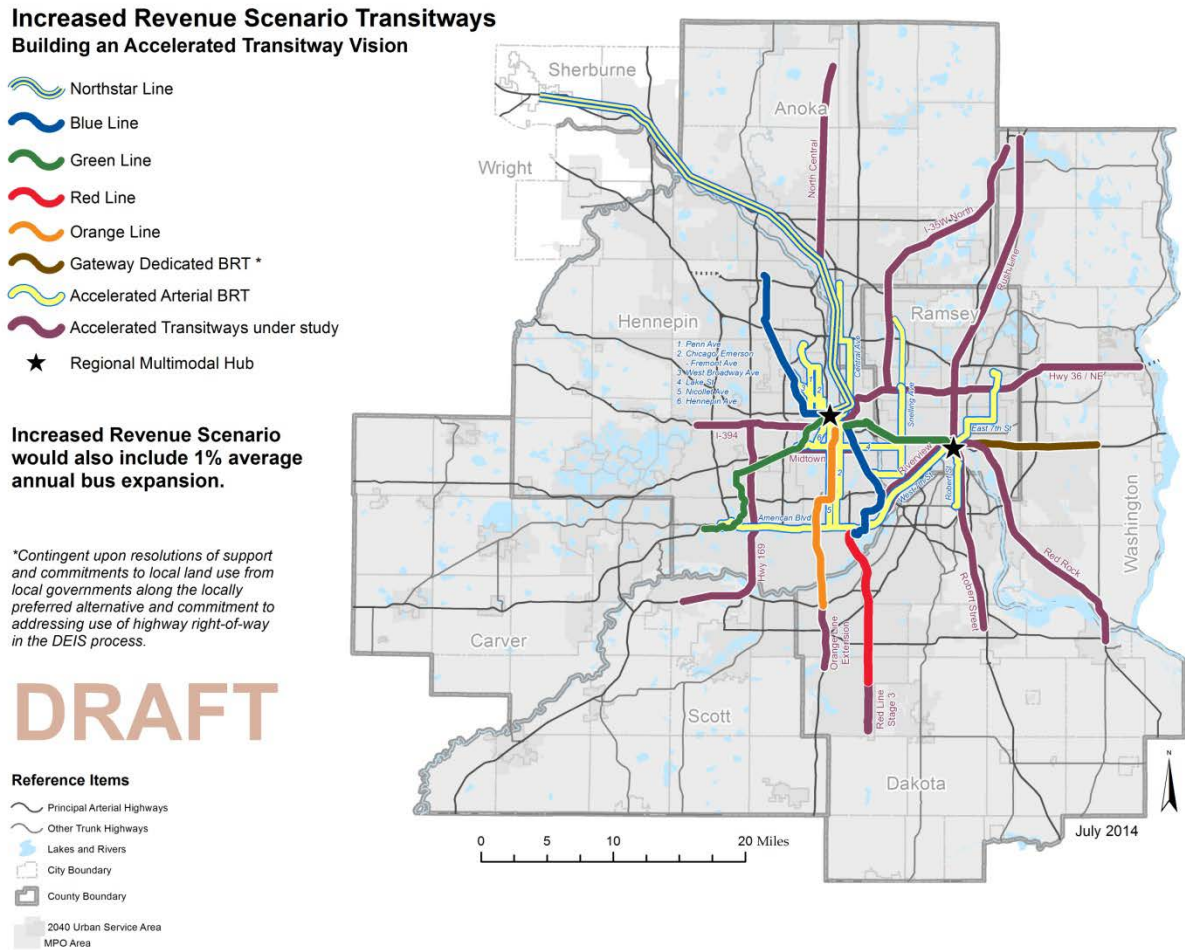 Increased Revenue Scenario Transitways
Building an Accelerated Transitway Vision
Northstar Line
Blue Line
Green Line
Red Line
Orange Line
Gateway Dedicated BRT *
Accelerated Arterial BRT
Accelerated Transitways under study
Regional Multimodal Hub
Increased Revenue Scenario
would also include 1% average
annual bus expansion.
*Contingent upon resolutions of support
and commitments to local land use from
local governments along the locally
preferred alternative and commitment to
addressing use of highway right-of-way
in the DEIS process.
DRAFT
Reference Items
Principal Arterial Highways
Other Trunk Highways
Lakes and Rivers
City Boundary
County Boundary
2040 Urban Service Area
MPO Area
Sherburne
Anoka
Wright
North Central
I-35W North
Rush Line
Hennepin
Ramsey
1. Penn Ave
2. Chicago Emerson
- Fremont Ave
3. West Broadway Ave
4. Lake St
5. Nicollet Ave
6. Hennepin Ave
Central Ave
Snelling Ave
Hwy 36 / NE
East 7th St
I-394
Midtown
Riverview
West 7th St
Robert St
American Blvd
Hwy 169
Washington
Red Rock
Robert Street
Carver
Orange Line
Extension
Red Line
Stage 3
Scott
Dakota
N
July 2014
0 5 10 20 Miles